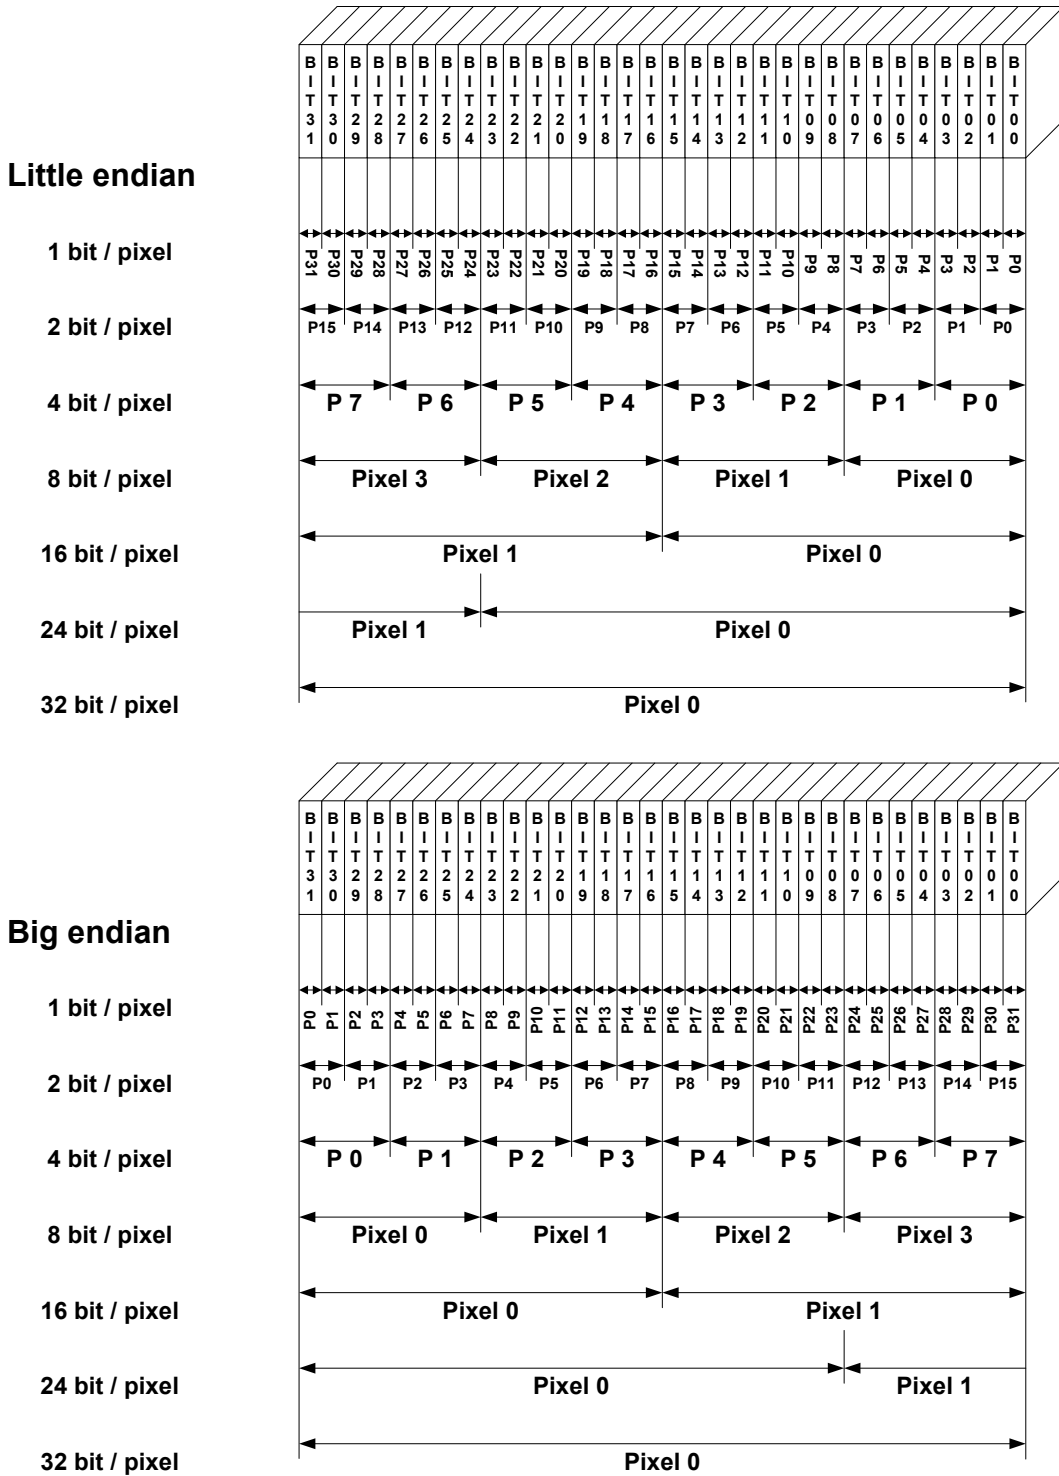 BIT31 BIT30 BIT29 BIT28 BIT27 BIT26 BIT25 BIT24 BIT23 BIT22 BIT21 BIT20 BIT19 BIT18 BIT17 BIT16 BIT15 BIT14 BIT13 BIT12 BIT11 BIT10 BIT09 BIT08 BIT07 BIT06 BIT05 BIT04 BIT03 BIT02 BIT01 BIT00
Little endian
1 bit / pixel P31 P30 P29 P28 P27 P26 P25 P24 P23 P22 P21 P20 P19 P18 P17 P16 P15 P14 P13 P12 P11 P10 P9 P8 P7 P6 P5 P4 P3 P2 P1 P0
2 bit / pixel P15 P14 P13 P12 P11 P10 P9 P8 P7 P6 P5 P4 P3 P2 P1 P0
4 bit / pixel P 7 P 6 P 5 P 4 P 3 P 2 P 1 P 0
8 bit / pixel Pixel 3 Pixel 2 Pixel 1 Pixel 0
16 bit / pixel Pixel 1 Pixel 0
24 bit / pixel Pixel 1 Pixel 0
32 bit / pixel Pixel 0
BIT31 BIT30 BIT29 BIT28 BIT27 BIT26 BIT25 BIT24 BIT23 BIT22 BIT21 BIT20 BIT19 BIT18 BIT17 BIT16 BIT15 BIT14 BIT13 BIT12 BIT11 BIT10 BIT09 BIT08 BIT07 BIT06 BIT05 BIT04 BIT03 BIT02 BIT01 BIT00
Big endian
1 bit / pixel P0 P1 P2 P3 P4 P5 P6 P7 P8 P9 P10 P11 P12 P13 P14 P15 P16 P17 P18 P19 P20 P21 P22 P23 P24 P25 P26 P27 P28 P29 P30 P31
2 bit / pixel P0 P1 P2 P3 P4 P5 P6 P7 P8 P9 P10 P11 P12 P13 P14 P15
4 bit / pixel P 0 P 1 P 2 P 3 P 4 P 5 P 6 P 7
8 bit / pixel Pixel 0 Pixel 1 Pixel 2 Pixel 3
16 bit / pixel Pixel 0 Pixel 1
24 bit / pixel Pixel 0 Pixel 1
32 bit / pixel Pixel 0